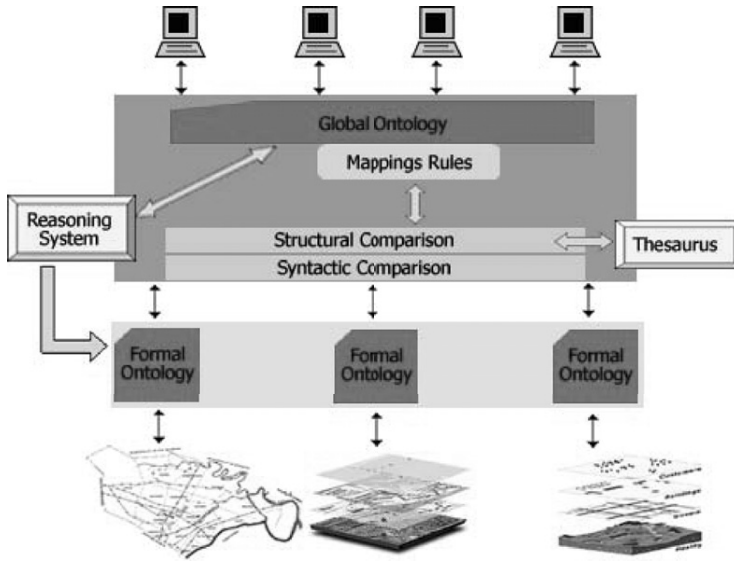 Global Ontology
Mappings Rules
Reasoning
System
Structural Comparison
Thesaurus
Syntactic Comparison
Formal
Ontology
Formal
Ontology
Formal
Ontology